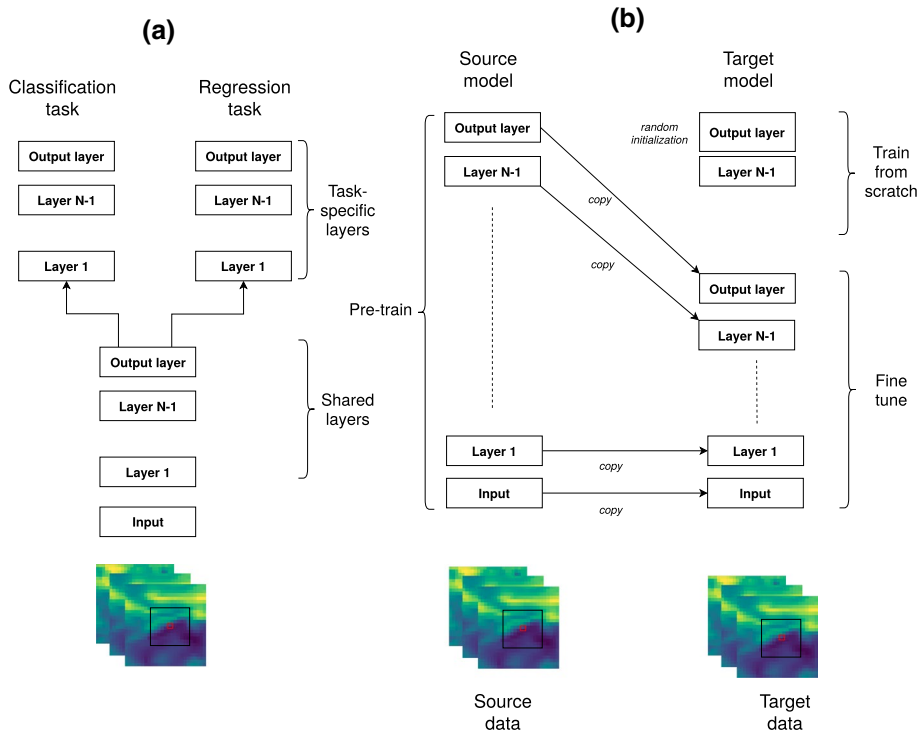 (a)
Classification
task
Regression
task
Output layer
Output layer
Layer N-1
Layer N-1
Layer 1
Layer 1
Task-
specific
layers
Output layer
Layer N-1
Layer 1
Shared
layers
Input
(b)
Source
model
Target
model
Output layer
Layer N-1
random
initialization
Output layer
Layer N-1
Train
from
scratch
copy
copy
Pre-train
Output layer
Layer N-1
Fine
tune
Layer 1
copy
Layer 1
Input
copy
Input
Source
data
Target
data